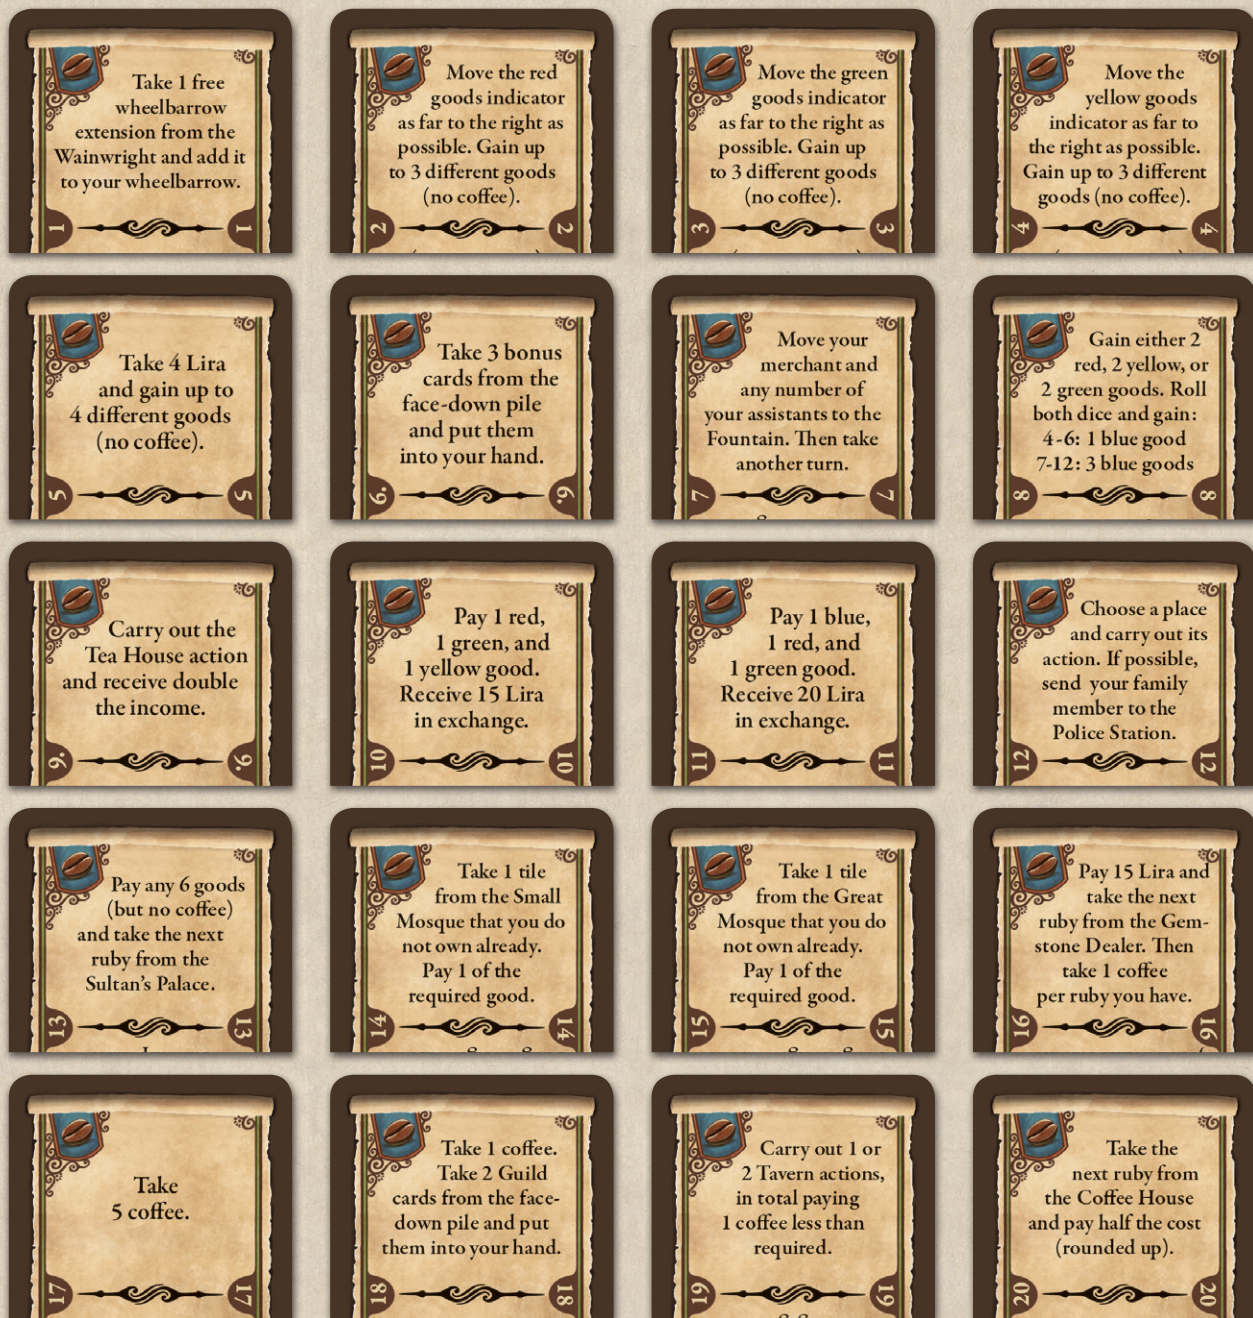 Take 1 free
wheelbarrow
extension from the
Wainwright and add it
to your wheelbarrow.
1 1
Move the red
goods indicator
as far to the right as
possible. Gain up
to 3 different goods
(no coffee).
2 2
Move the green
goods indicator
as far to the right as
possible. Gain up
to 3 different goods
(no coffee).
3 3
Move the
yellow goods
indicator as far to
the right as possible.
Gain up to 3 different
goods (no coffee).
4 4
Take 4 Lira
and gain up to
4 different goods
(no coffee).
5 5
Take 3 bonus
cards from the
face-down pile
and put them
into your hand.
6. 6.
Move your
merchant and
any number of
your assistants to the
Fountain. Then take
another turn.
7 7
Gain either 2
red, 2 yellow, or
2 green goods. Roll
both dice and gain:
4-6: 1 blue good
7-12: 3 blue goods
8 8
Carry out the
Tea House action
and receive double
the income.
9. 9.
Pay 1 red,
1 green, and
1 yellow good.
Receive 15 Lira
in exchange.
10 10
Pay 1 blue,
1 red, and
1 green good.
Receive 20 Lira
in exchange.
11 11
Choose a place
and carry out its
action. If possible,
send your family
member to the
Police Station.
12 12
Pay any 6 goods
(but no coffee)
and take the next
ruby from the
Sultan's Palace.
13 13
Take 1 tile
from the Small
Mosque that you do
not own already.
Pay 1 of the
required good.
14 14
Take 1 tile
from the Great
Mosque that you do
not own already.
Pay 1 of the
required good.
15 15
Pay 15 Lira and
take the next
ruby from the Gem-
stone Dealer. Then
take 1 coffee
per ruby you have.
16 16
Take
5 coffee.
17 17
Take 1 coffee.
Take 2 Guild
cards from the face-
down pile and put
them into your hand.
18 18
Carry out 1 or
2 Tavern actions,
in total paying
1 coffee less than
required.
19 19
Take the
next ruby from
the Coffee House
and pay half the cost
(rounded up).
20 20